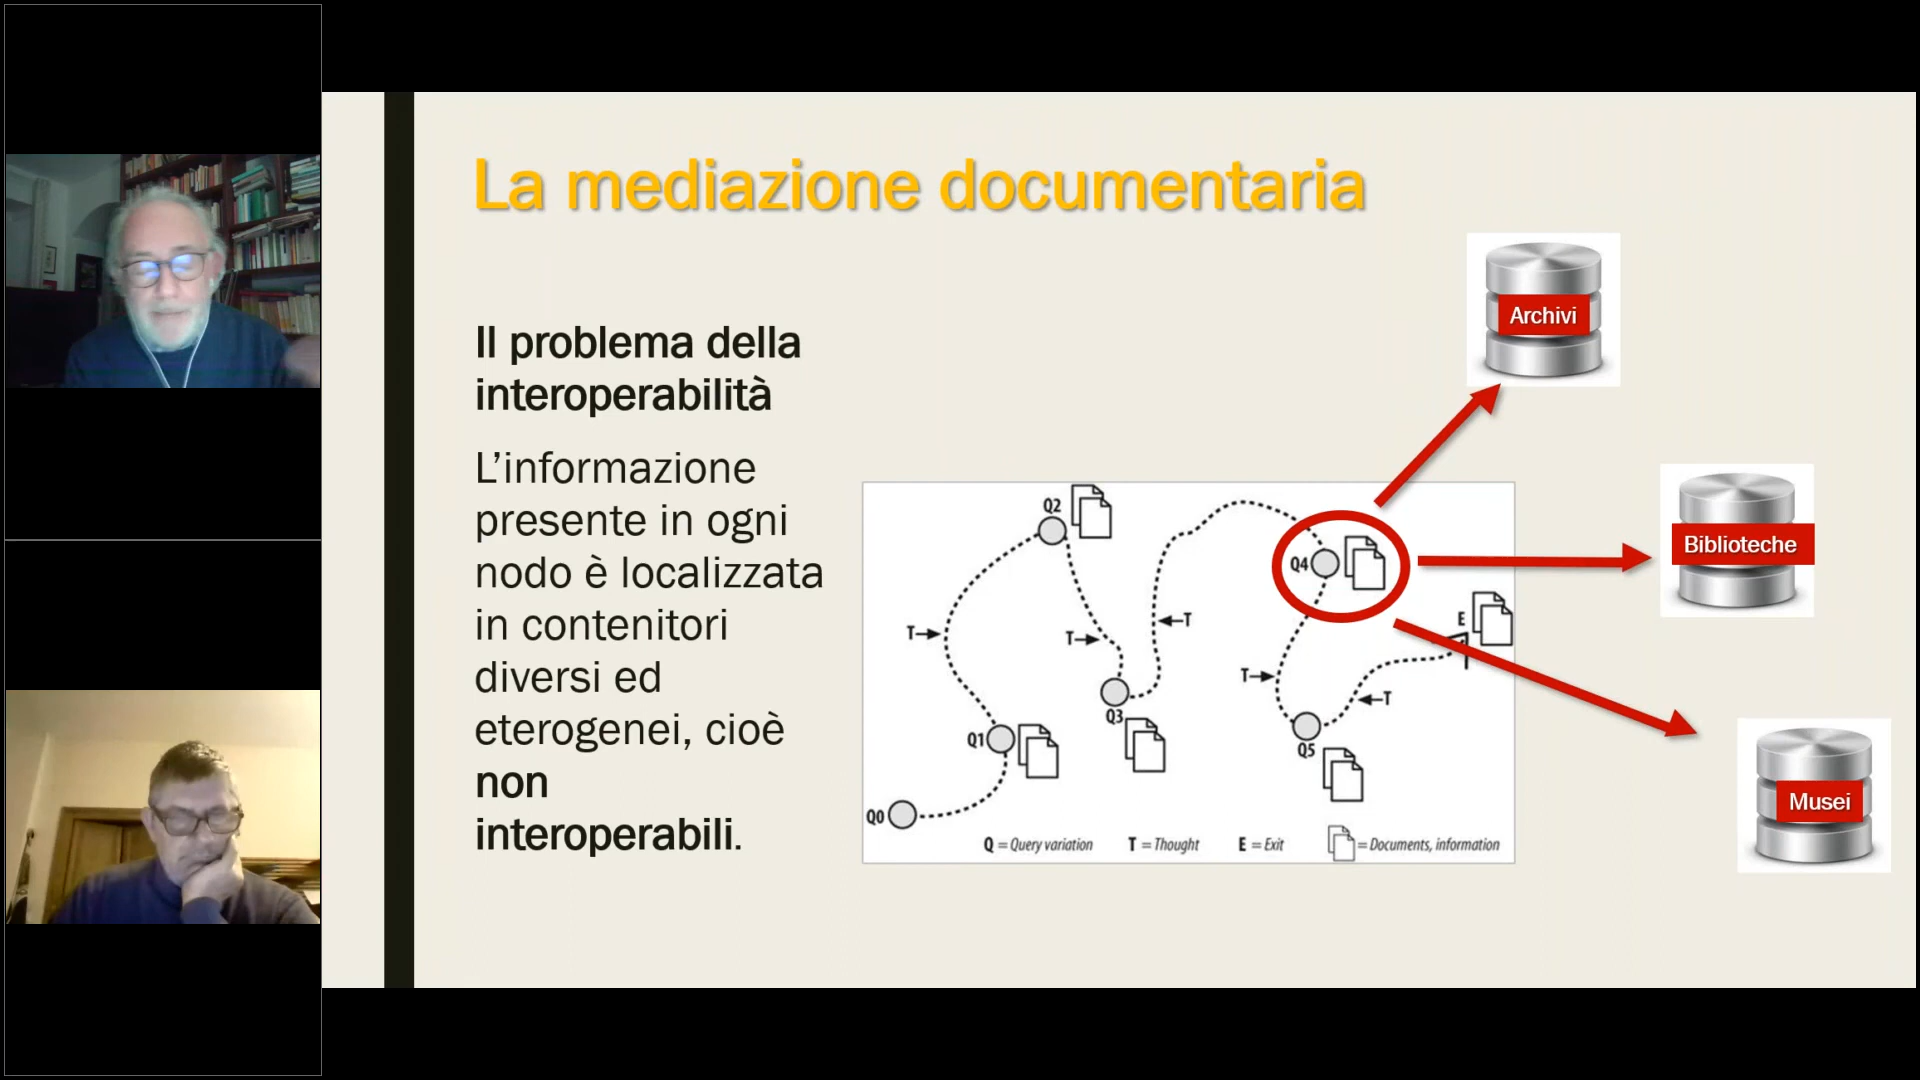 La mediazione documentaria
Il problema della
interoperabilità
L'informazione
presente in ogni
nodo è localizzata
in contenitori
diversi ed
eterogenei, cioè
non
interoperabili.
Archivi
Biblioteche
Musei
Q2
Q4
E
T
T
T
T
T
Q3
Q1
Q5
Q0
Q = Query variation
T = Thought
E = Exit
= Documents, information